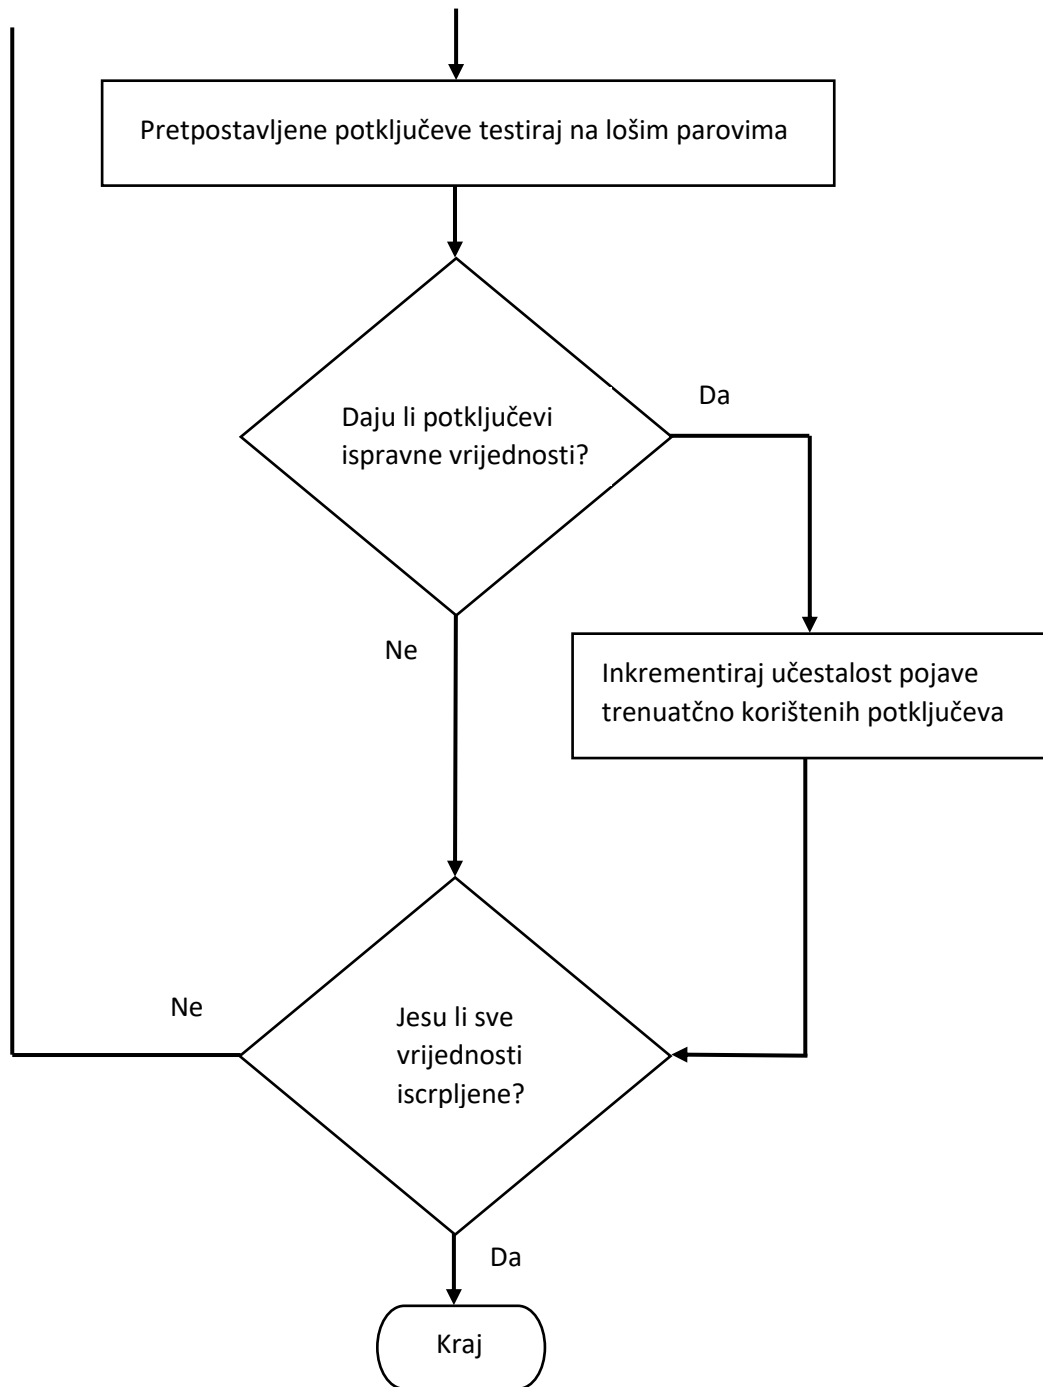 Pretpostavljene potključeve testiraj na lošim parovima
Da
Daju li potključevi
ispravne vrijednosti?
Ne
Inkrementiraj učestalost pojave
trenuatčno korištenih potključeva
Ne
Jesu li sve
vrijednosti
iscrpljene?
Da
Kraj